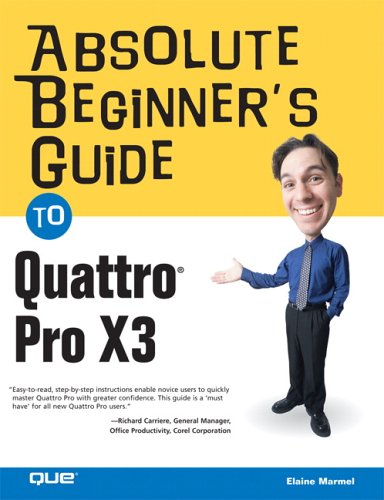 ABSOLUTE
BEGINNER'S
GUIDE
TO
Quattro®
Pro X3
“Easy-to-read, step-by-step instructions enable novice users to quickly
master Quattro Pro with greater confidence. This guide is a ‘must
have’ for all new Quattro Pro users.”
—Richard Carriere, General Manager,
Office Productivity, Corel Corporation
QUE®
Elaine Marmel